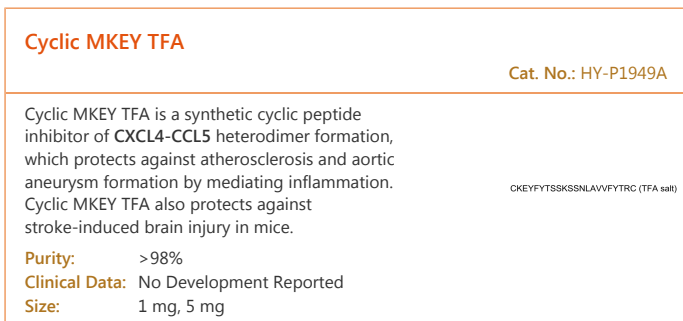 Cyclic MKEY TFA
Cat. No.: HY-P1949A
Cyclic MKEY TFA is a synthetic cyclic peptide
inhibitor of CXCL4-CCL5 heterodimer formation,
which protects against atherosclerosis and aortic
aneurysm formation by mediating inflammation.
Cyclic MKEY TFA also protects against
stroke-induced brain injury in mice.
CKEYFYTSSKSSNLAVVFYTRC (TFA salt)
Purity: >98%
Clinical Data: No Development Reported
Size: 1 mg, 5 mg